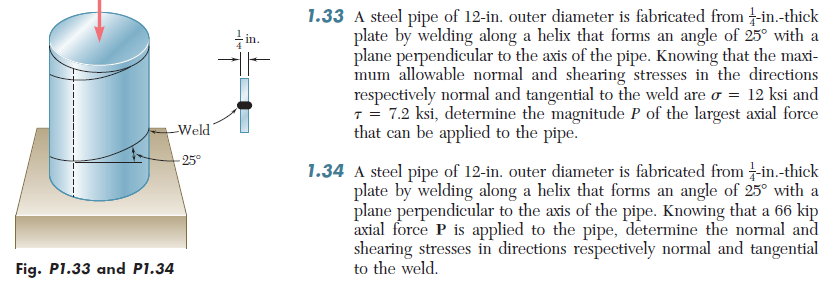 1/4 in.
Weld
25°
Fig. P1.33 and P1.34
1.33 A steel pipe of 12-in. outer diameter is fabricated from 1/4-in.-thick
plate by welding along a helix that forms an angle of 25° with a
plane perpendicular to the axis of the pipe. Knowing that the maxi-
mum allowable normal and shearing stresses in the directions
respectively normal and tangential to the weld are σ = 12 ksi and
τ = 7.2 ksi, determine the magnitude P of the largest axial force
that can be applied to the pipe.
1.34 A steel pipe of 12-in. outer diameter is fabricated from 1/4-in.-thick
plate by welding along a helix that forms an angle of 25° with a
plane perpendicular to the axis of the pipe. Knowing that a 66 kip
axial force P is applied to the pipe, determine the normal and
shearing stresses in directions respectively normal and tangential
to the weld.